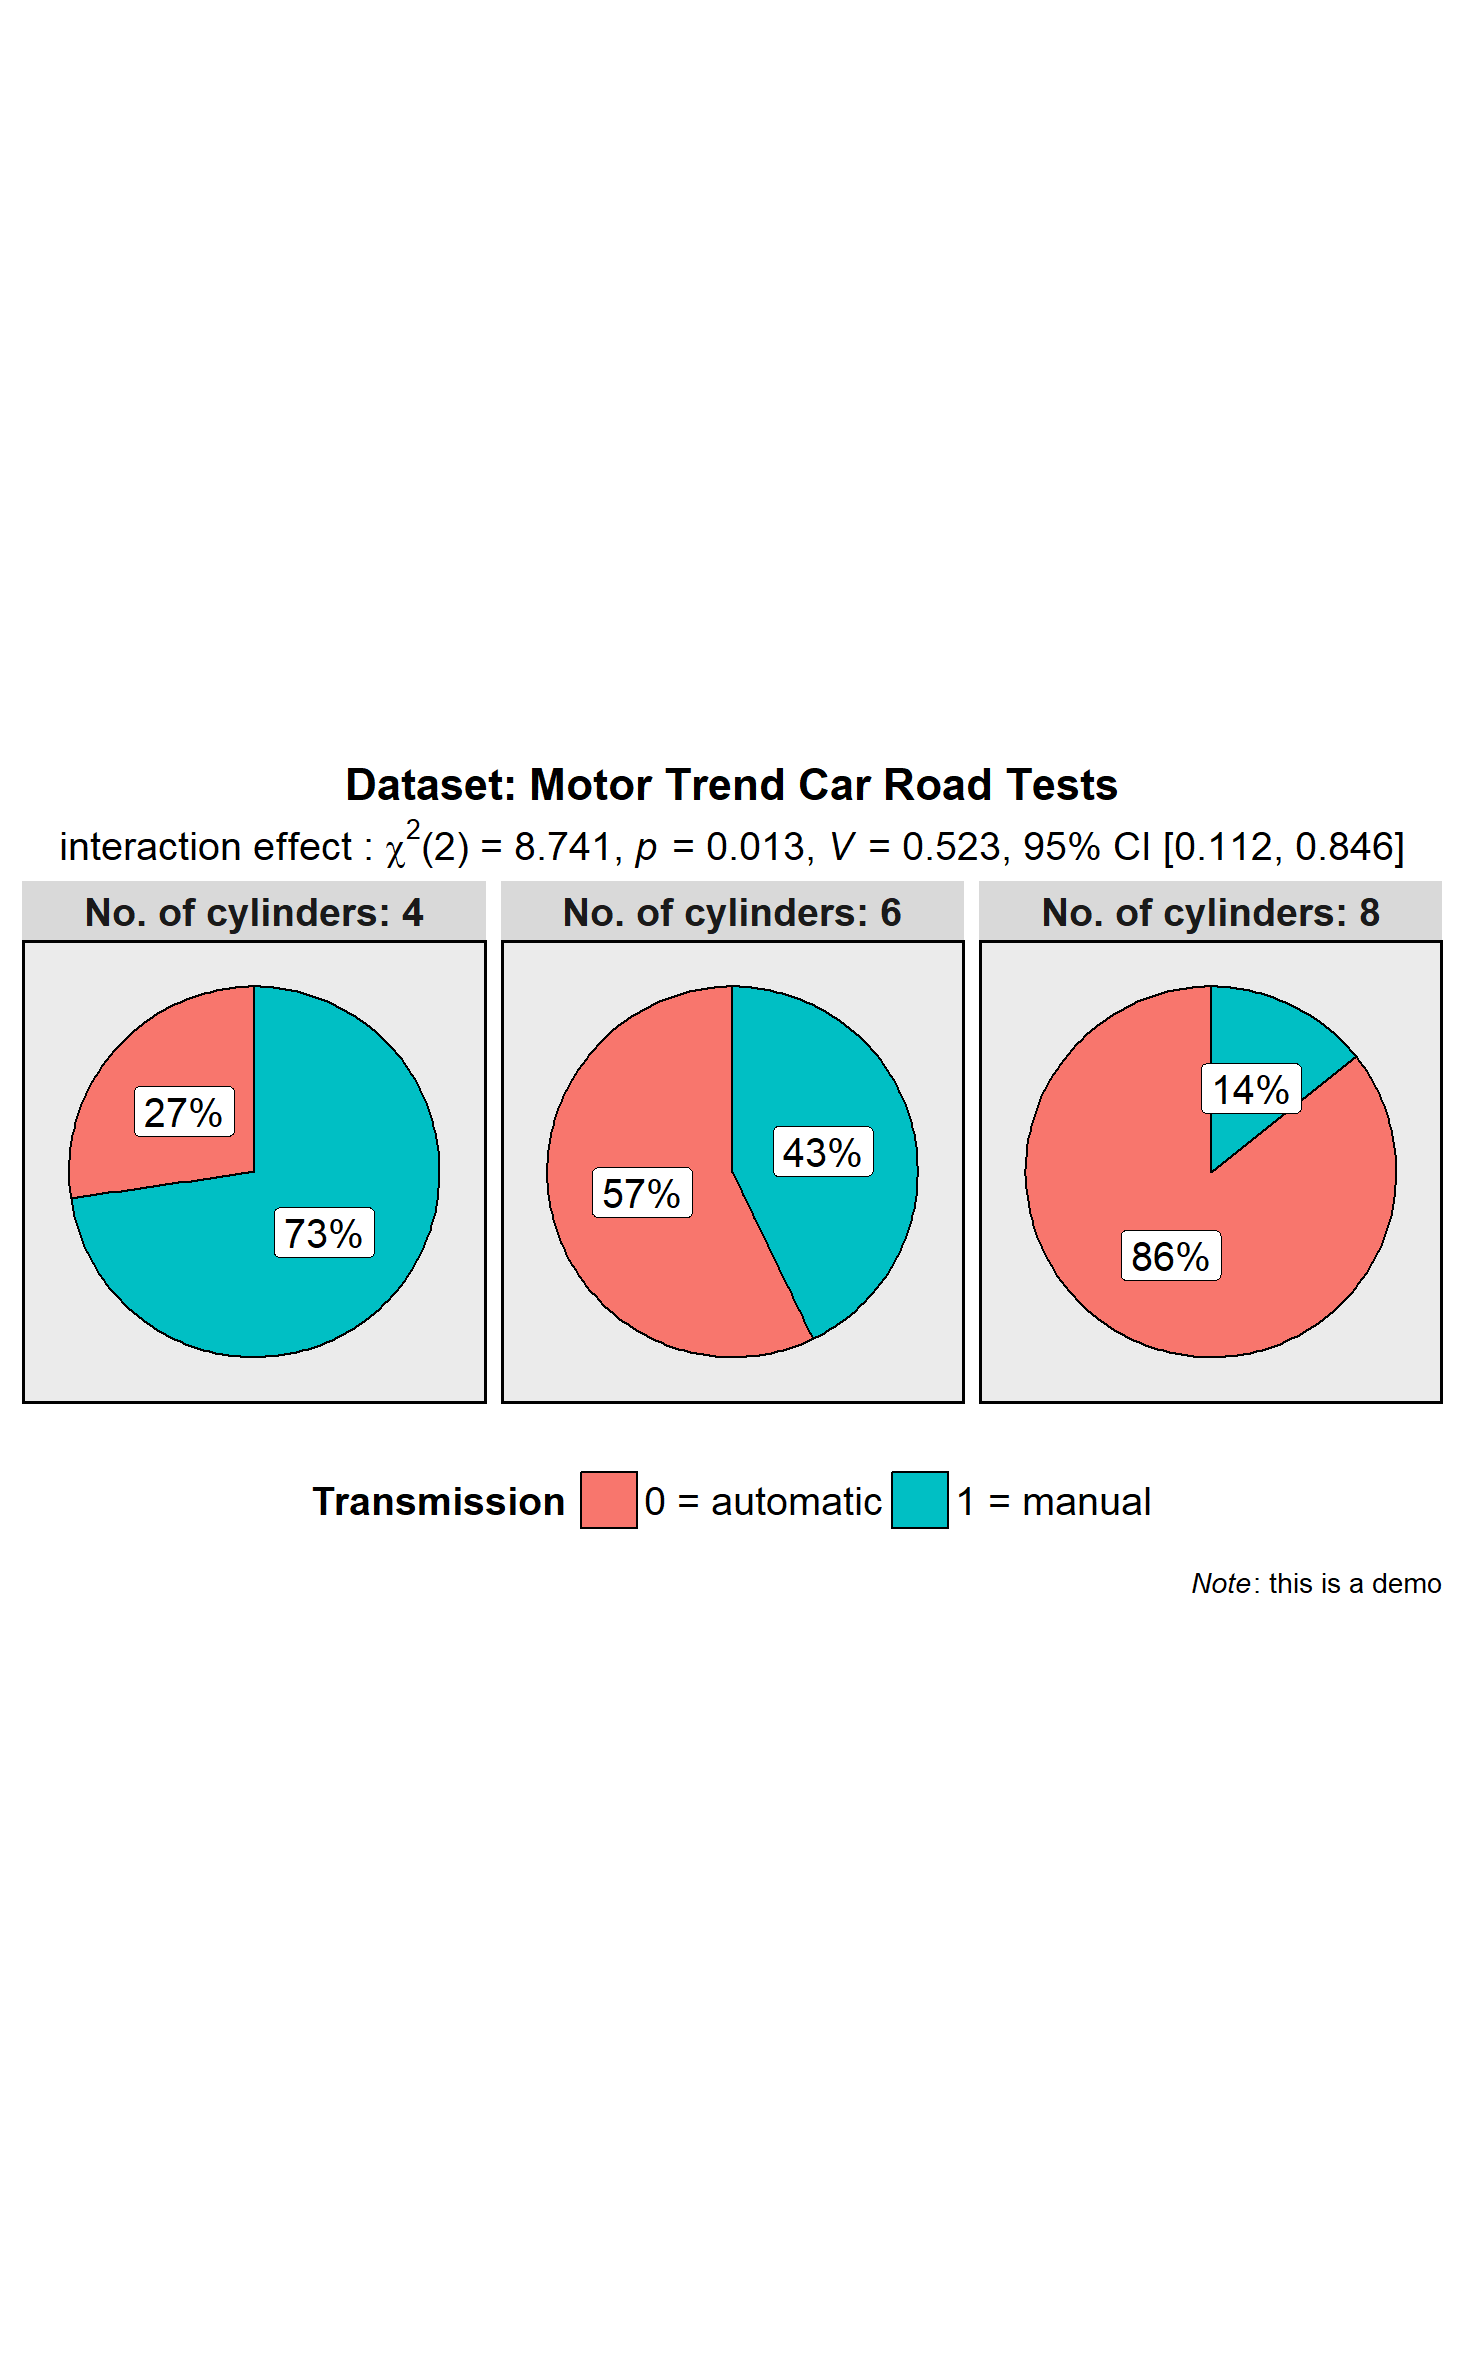 Dataset: Motor Trend Car Road Tests
interaction effect : χ²(2) = 8.741, p = 0.013, V = 0.523, 95% CI [0.112, 0.846]
No. of cylinders: 4
No. of cylinders: 6
No. of cylinders: 8
27%
73%
57%
43%
14%
86%
Transmission 0 = automatic 1 = manual
Note: this is a demo